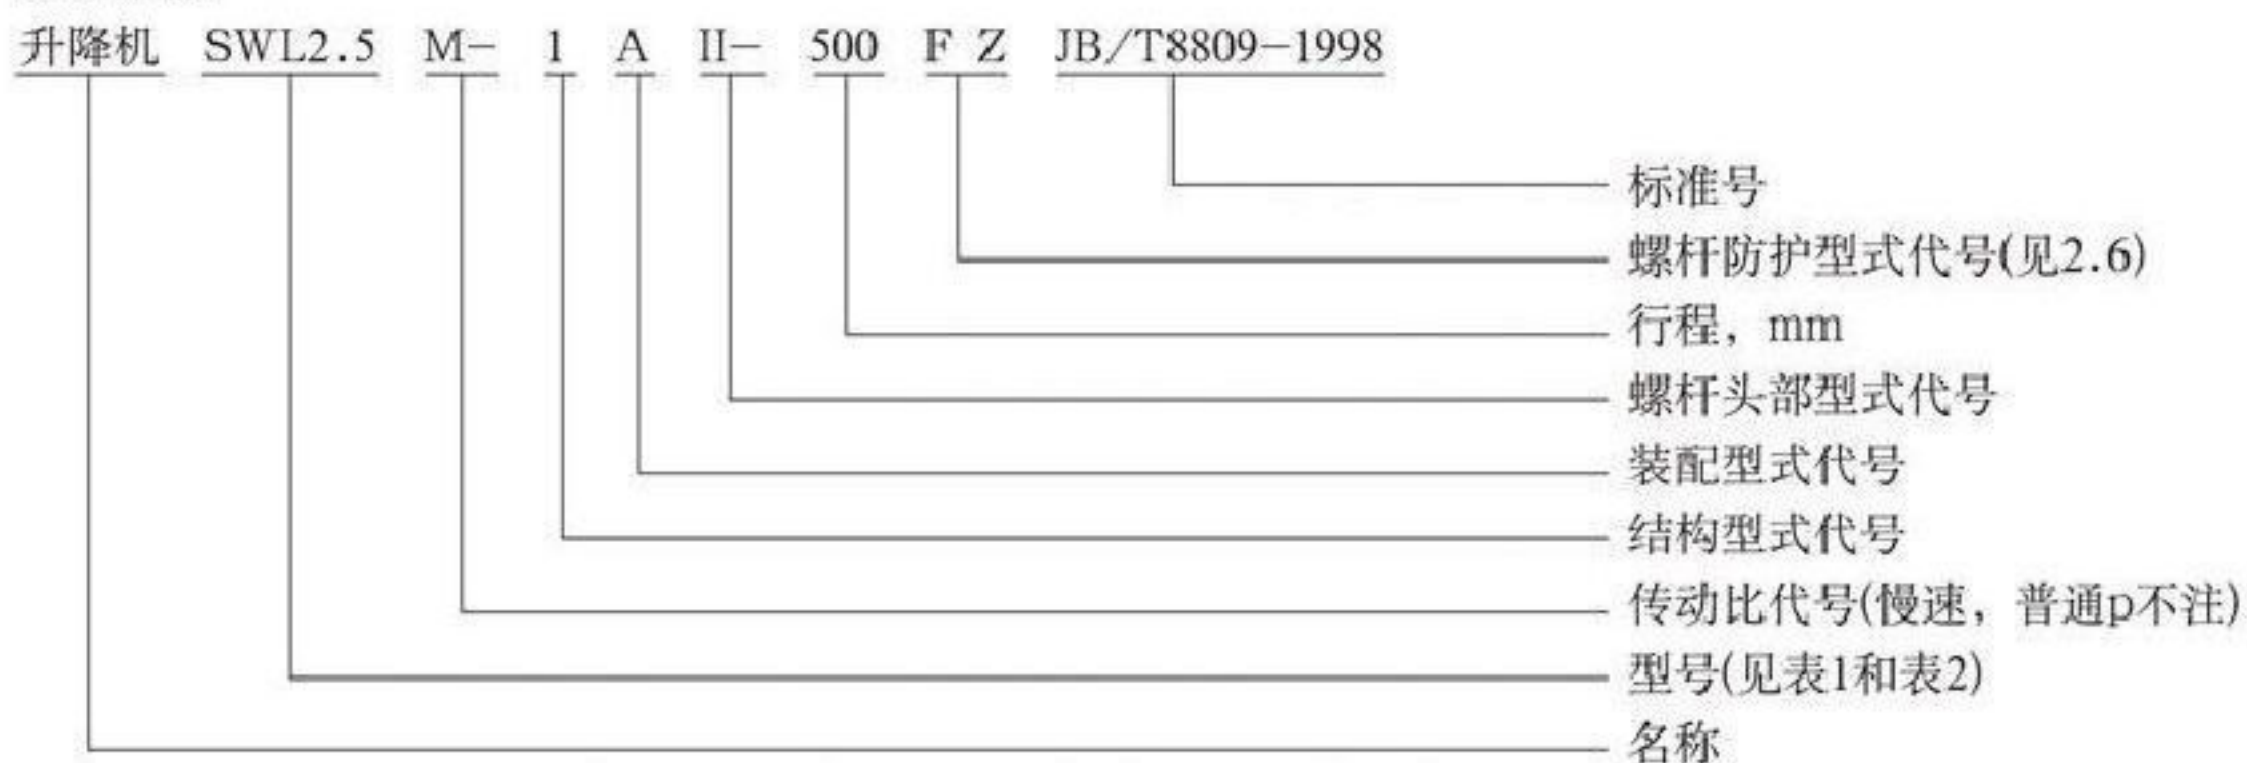 升降机 SWL2.5 M- 1 A II- 500 F Z JB/T8809-1998
标准号
螺杆防护型式代号(见2.6)
行程，mm
螺杆头部型式代号
装配型式代号
结构型式代号
传动比代号(慢速，普通p不注)
型号(见表1和表2)
名称